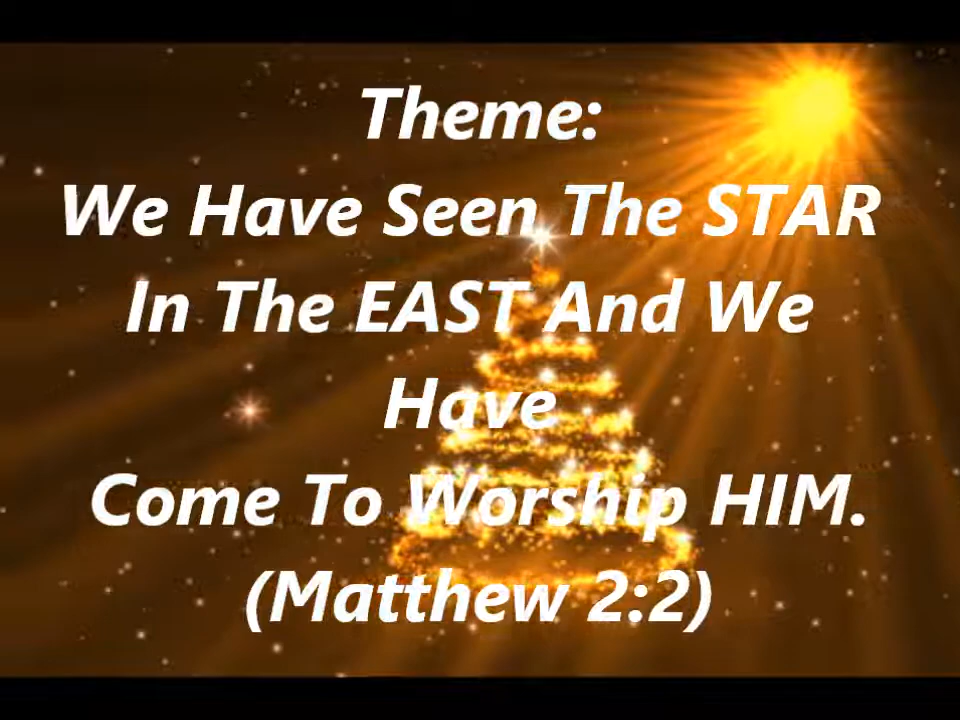 Theme:
We Have Seen The STAR
In The EAST And We
Have
Come To Worship HIM.
(Matthew 2:2)